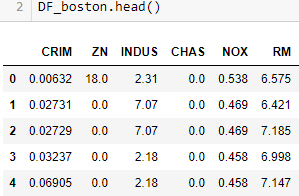 2 DF_boston.head()
CRIM ZN INDUS CHAS NOX RM
0 0.00632 18.0 2.31 0.0 0.538 6.575
1 0.02731 0.0 7.07 0.0 0.469 6.421
2 0.02729 0.0 7.07 0.0 0.469 7.185
3 0.03237 0.0 2.18 0.0 0.458 6.998
4 0.06905 0.0 2.18 0.0 0.458 7.147